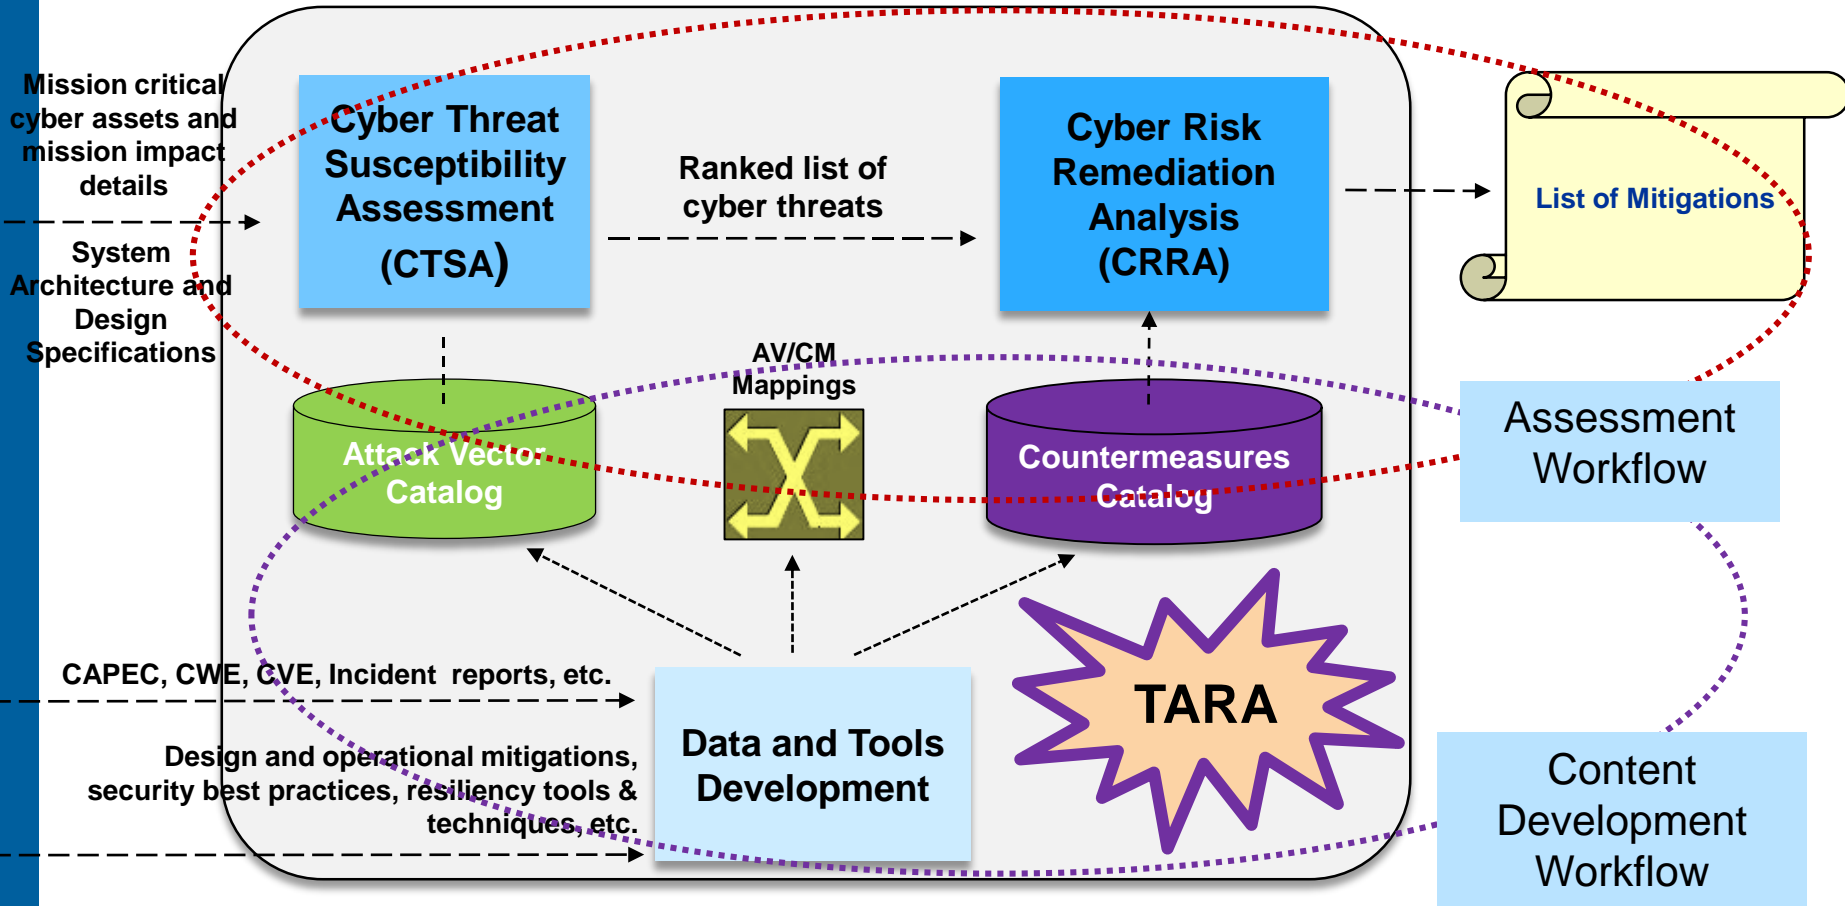 Mission critical
cyber assets and
mission impact
details
System
Architecture and
Design
Specifications
Cyber Threat
Susceptibility
Assessment
(CTSA)
Ranked list of
cyber threats
Cyber Risk
Remediation
Analysis
(CRRA)
List of Mitigations
AV/CM
Mappings
Attack Vector
Catalog
Countermeasures
Catalog
Assessment
Workflow
CAPEC, CWE, CVE, Incident reports, etc.
Design and operational mitigations,
security best practices, resiliency tools &
techniques, etc.
Data and Tools
Development
TARA
Content
Development
Workflow